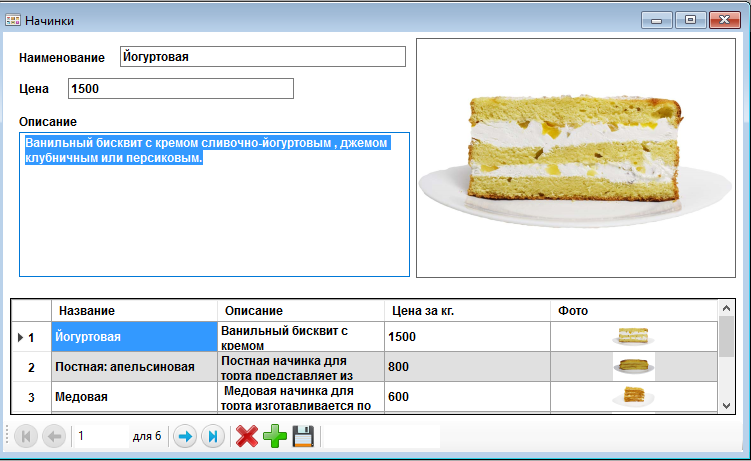 Начинки
Наименование
Йогуртовая
Цена
1500
Описание
Ванильный бисквит с кремом сливочно-йогуртовым , джемом
клубничным или персиковым.
Название Описание Цена за кг. Фото
1 Йогуртовая Ванильный бисквит с 1500
кремом
2 Постная: апельсиновая Постная начинка для 800
торта представляет из
3 Медовая Медовая начинка для 600
торта изготавливается по
1 для 6